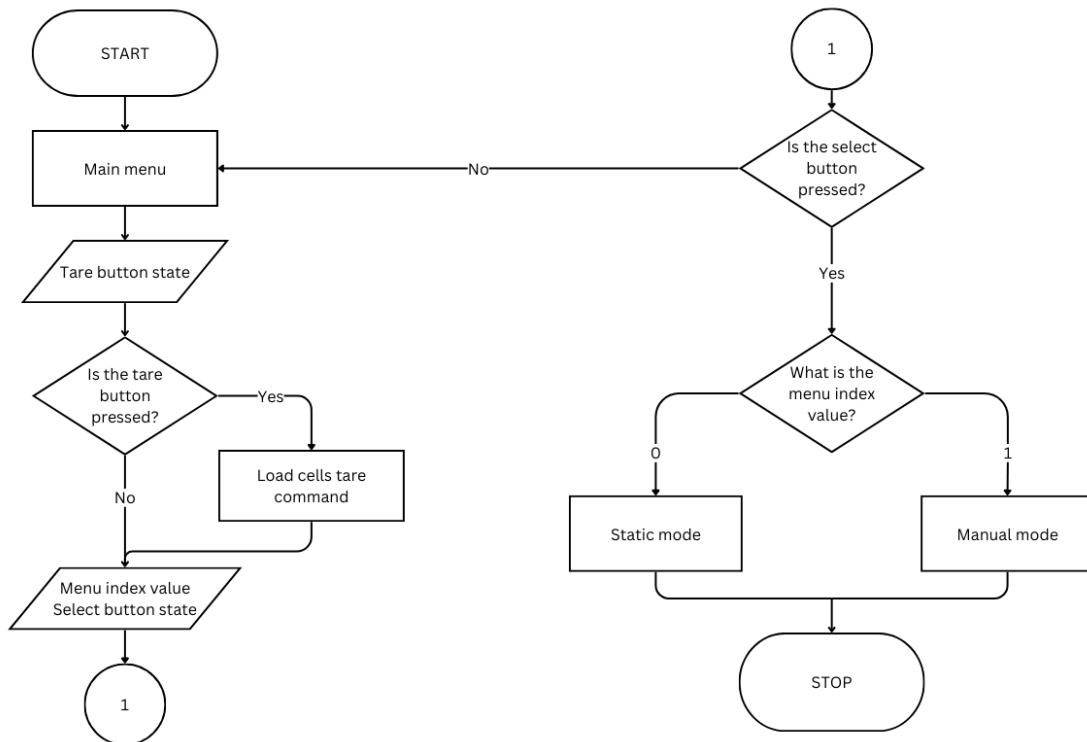 START
Main menu
Tare button state
Is the tare
button
pressed?
Yes
Load cells tare
command
No
Menu index value
Select button state
1
1
Is the select
button
pressed?
No
Yes
What is the
menu index
value?
0
1
Static mode
Manual mode
STOP